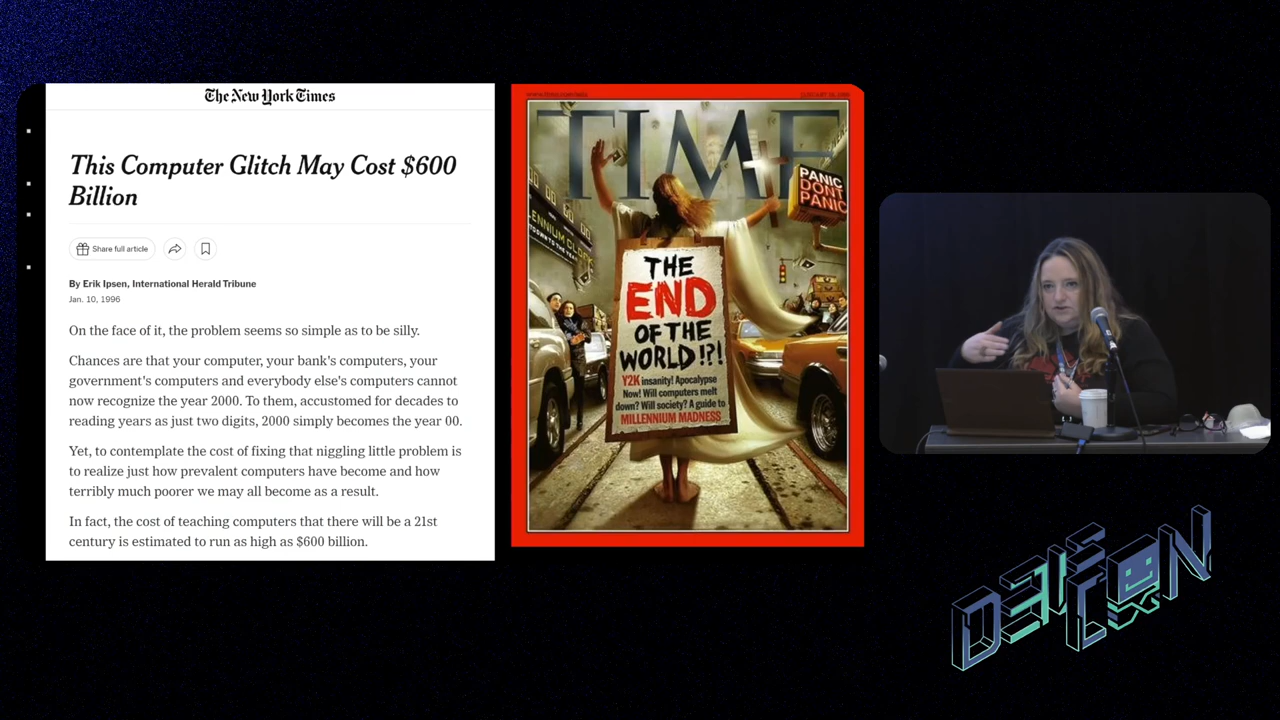 The New York Times
This Computer Glitch May Cost $600
Billion
Share full article
By Erik Ipsen, International Herald Tribune
Jan. 10, 1996
On the face of it, the problem seems so simple as to be silly.
Chances are that your computer, your bank's computers, your
government's computers and everybody else's computers cannot
now recognize the year 2000. To them, accustomed for decades to
reading years as just two digits, 2000 simply becomes the year 00.
Yet, to contemplate the cost of fixing that niggling little problem is
to realize just how prevalent computers have become and how
terribly much poorer we may all become as a result.
In fact, the cost of teaching computers that there will be a 21st
century is estimated to run as high as $600 billion.
TIME
PANIC
DONT
PANIC
THE
END
OF THE
WORLD!?!
Y2K insanity! Apocalypse
Now! Will computers melt
down? Will society? A guide to
MILLENNIUM MADNESS
DEF CON